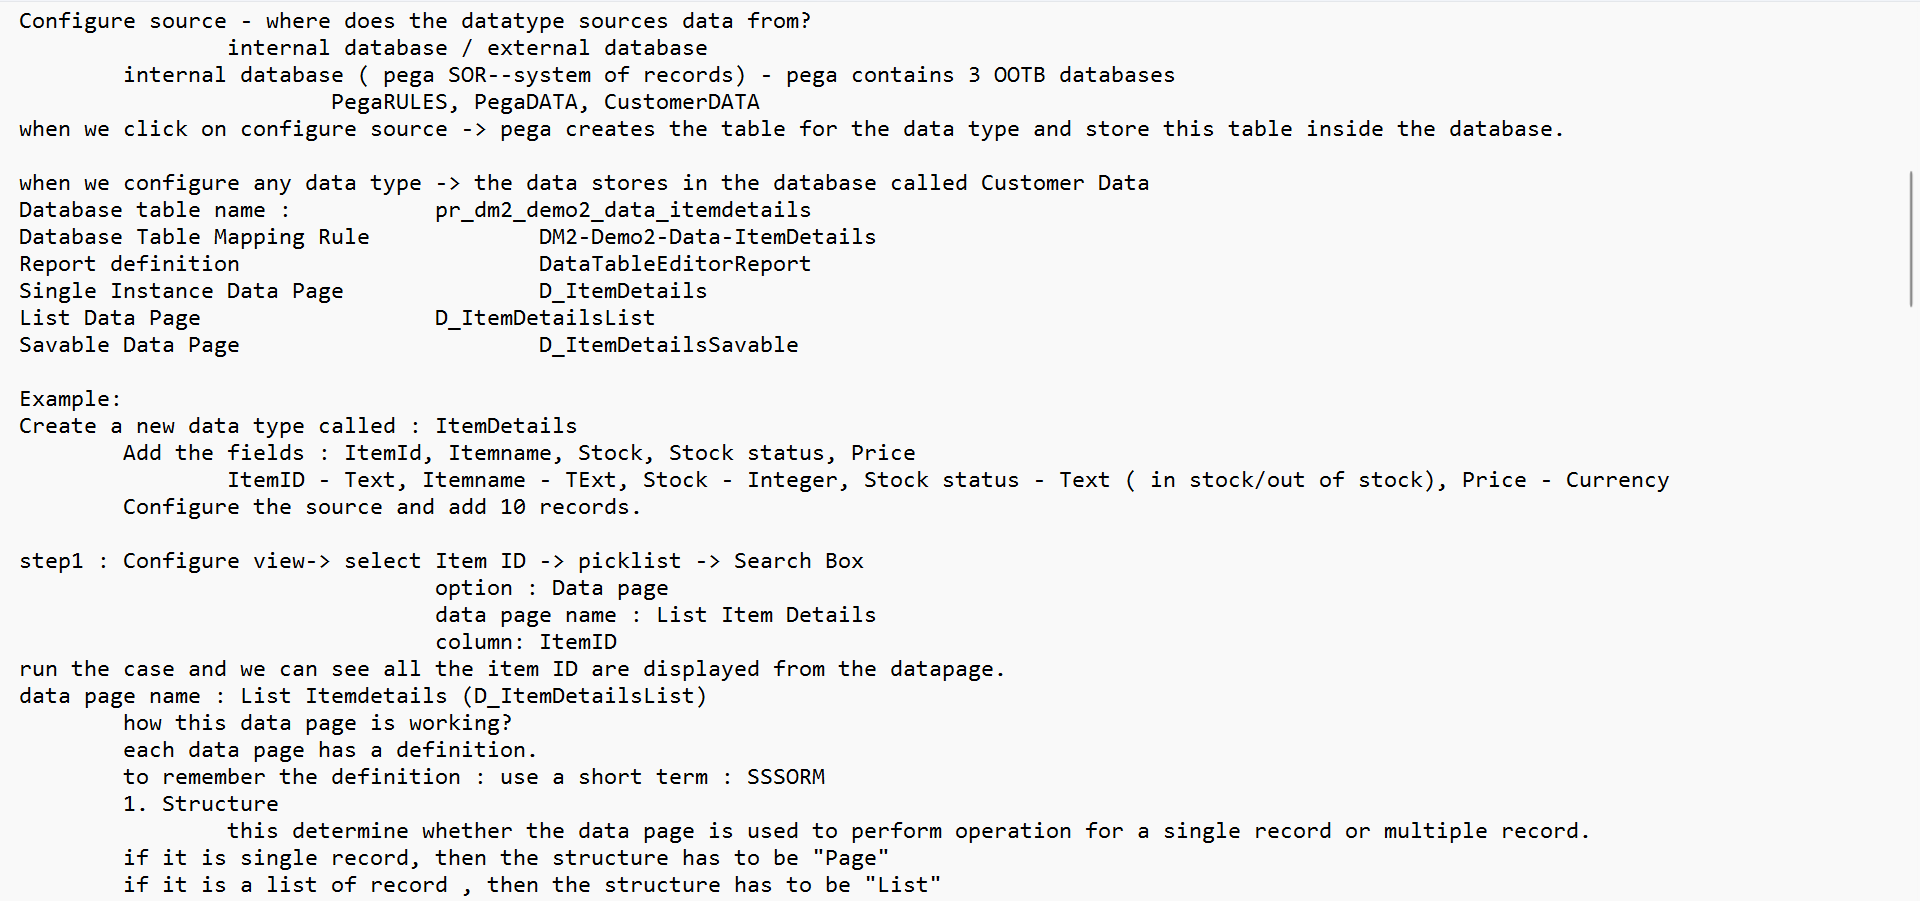 Configure source - where does the datatype sources data from?
internal database / external database
internal database ( pega SOR--system of records) - pega contains 3 OOTB databases
PegaRULES, PegaDATA, CustomerDATA
when we click on configure source -> pega creates the table for the data type and store this table inside the database.
when we configure any data type -> the data stores in the database called Customer Data
Database table name : pr_dm2_demo2_data_itemdetails
Database Table Mapping Rule DM2-Demo2-Data-ItemDetails
Report definition DataTableEditorReport
Single Instance Data Page D_ItemDetails
List Data Page D_ItemDetailsList
Savable Data Page D_ItemDetailsSavable
Example:
Create a new data type called : ItemDetails
Add the fields : ItemId, Itemname, Stock, Stock status, Price
ItemID - Text, Itemname - TExt, Stock - Integer, Stock status - Text ( in stock/out of stock), Price - Currency
Configure the source and add 10 records.
step1 : Configure view-> select Item ID -> picklist -> Search Box
option : Data page
data page name : List Item Details
column: ItemID
run the case and we can see all the item ID are displayed from the datapage.
data page name : List Itemdetails (D_ItemDetailsList)
how this data page is working?
each data page has a definition.
to remember the definition : use a short term : SSSORM
1. Structure
this determine whether the data page is used to perform operation for a single record or multiple record.
if it is single record, then the structure has to be "Page"
if it is a list of record , then the structure has to be "List"